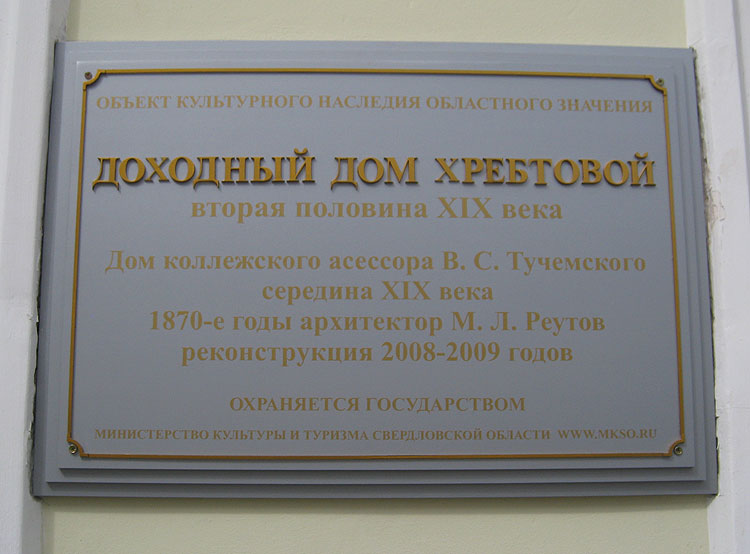 ОБЪЕКТ КУЛЬТУРНОГО НАСЛЕДИЯ ОБЛАСТНОГО ЗНАЧЕНИЯ
ДОХОДНЫЙ ДОМ ХРЕБТОВОЙ
вторая половина XIX века
Дом коллежского асессора В. С. Тучемского
середина XIX века
1870-е годы архитектор М. Л. Реутов
реконструкция 2008-2009 годов
ОХРАНЯЕТСЯ ГОСУДАРСТВОМ
МИНИСТЕРСТВО КУЛЬТУРЫ И ТУРИЗМА СВЕРДЛОВСКОЙ ОБЛАСТИ WWW.MKSO.RU